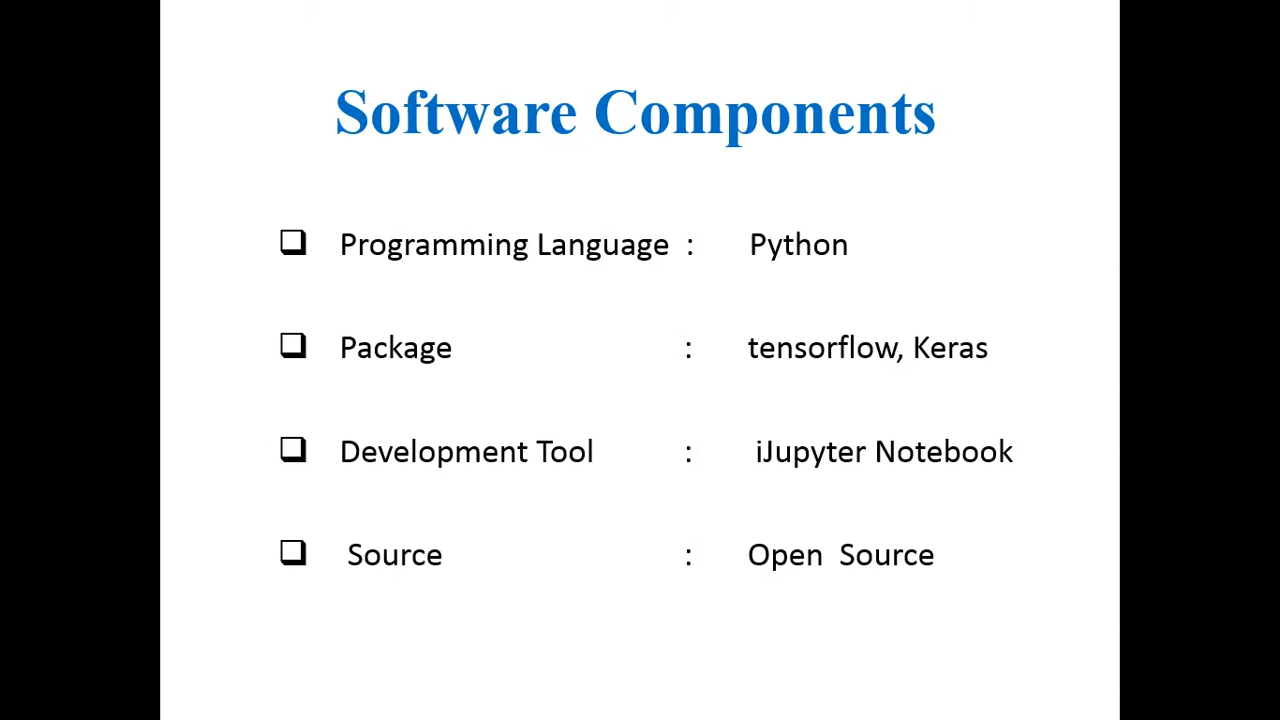 Software Components
❑ Programming Language : Python
❑ Package : tensorflow, Keras
❑ Development Tool : iJupyter Notebook
❑ Source : Open Source